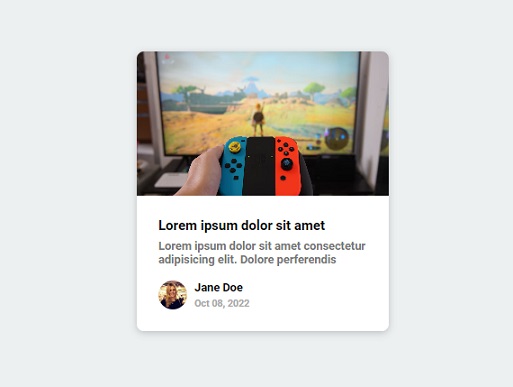 Lorem ipsum dolor sit amet
Lorem ipsum dolor sit amet consectetur
adipisicing elit. Dolore perferendis
Jane Doe
Oct 08, 2022